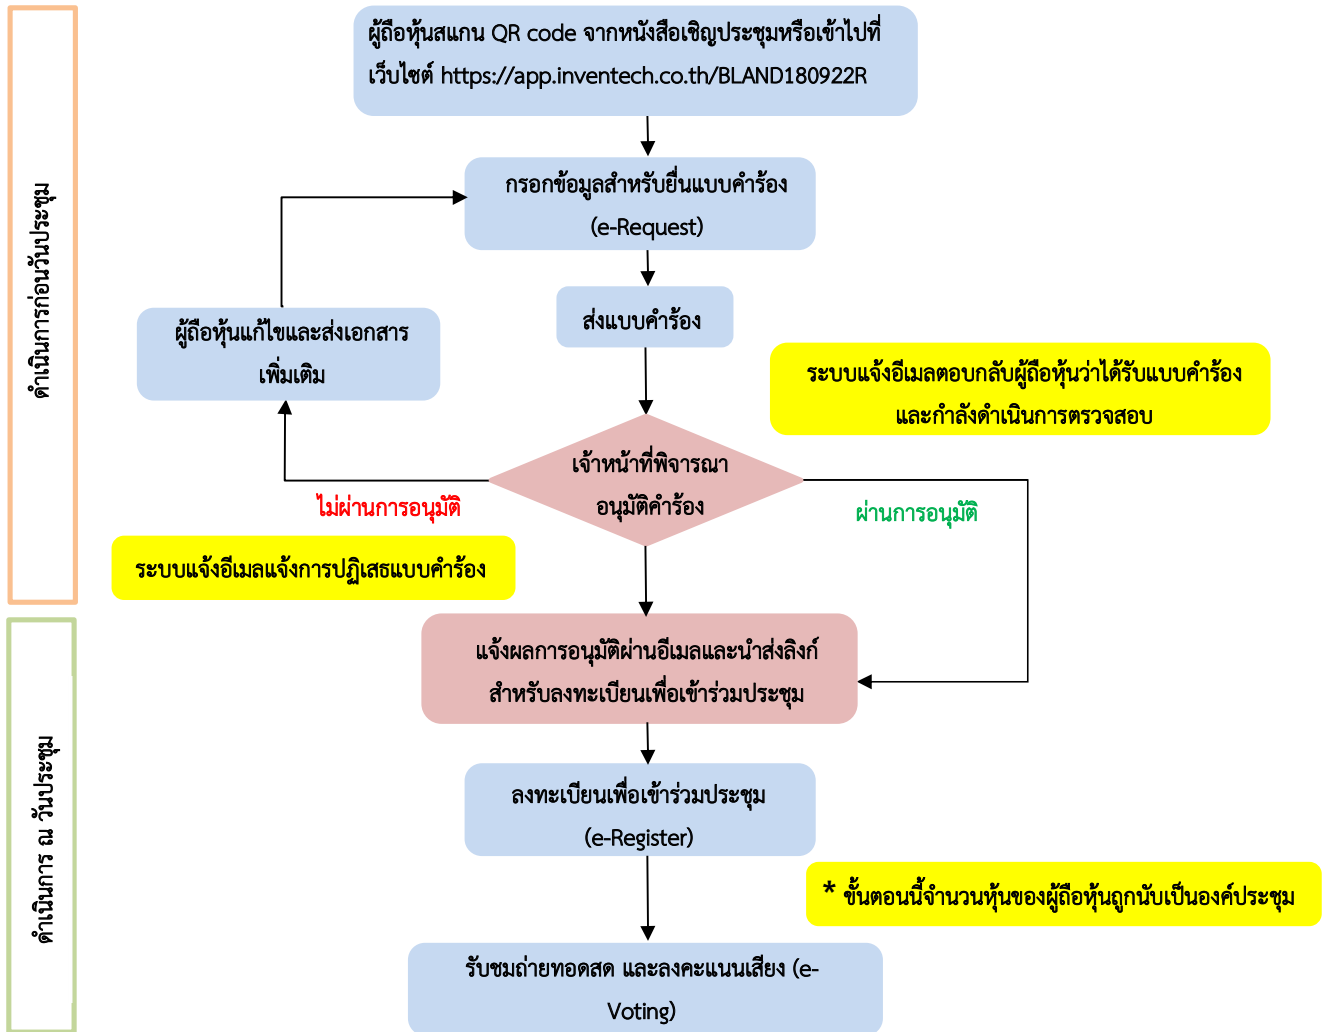 ดำเนินการก่อนวันประชุม
ผู้ถือหุ้นสแกน QR code จากหนังสือเชิญประชุมหรือเข้าไปที่
เว็บไซต์ https://app.inventech.co.th/BLAND180922R
กรอกข้อมูลสำหรับยื่นแบบคำร้อง
(e-Request)
ส่งแบบคำร้อง
ผู้ถือหุ้นแก้ไขและส่งเอกสาร
เพิ่มเติม
ระบบแจ้งอีเมลตอบกลับผู้ถือหุ้นว่าได้รับแบบคำร้อง
และกำลังดำเนินการตรวจสอบ
เจ้าหน้าที่พิจารณา
อนุมัติคำร้อง
ไม่ผ่านการอนุมัติ
ผ่านการอนุมัติ
ระบบแจ้งอีเมลแจ้งการปฏิเสธแบบคำร้อง
ดำเนินการ ณ วันประชุม
แจ้งผลการอนุมัติผ่านอีเมลและนำส่งลิงก์
สำหรับลงทะเบียนเพื่อเข้าร่วมประชุม
ลงทะเบียนเพื่อเข้าร่วมประชุม
(e-Register)
* ขั้นตอนนี้จำนวนหุ้นของผู้ถือหุ้นถูกนับเป็นองค์ประชุม
รับชมถ่ายทอดสด และลงคะแนนเสียง (e-
Voting)